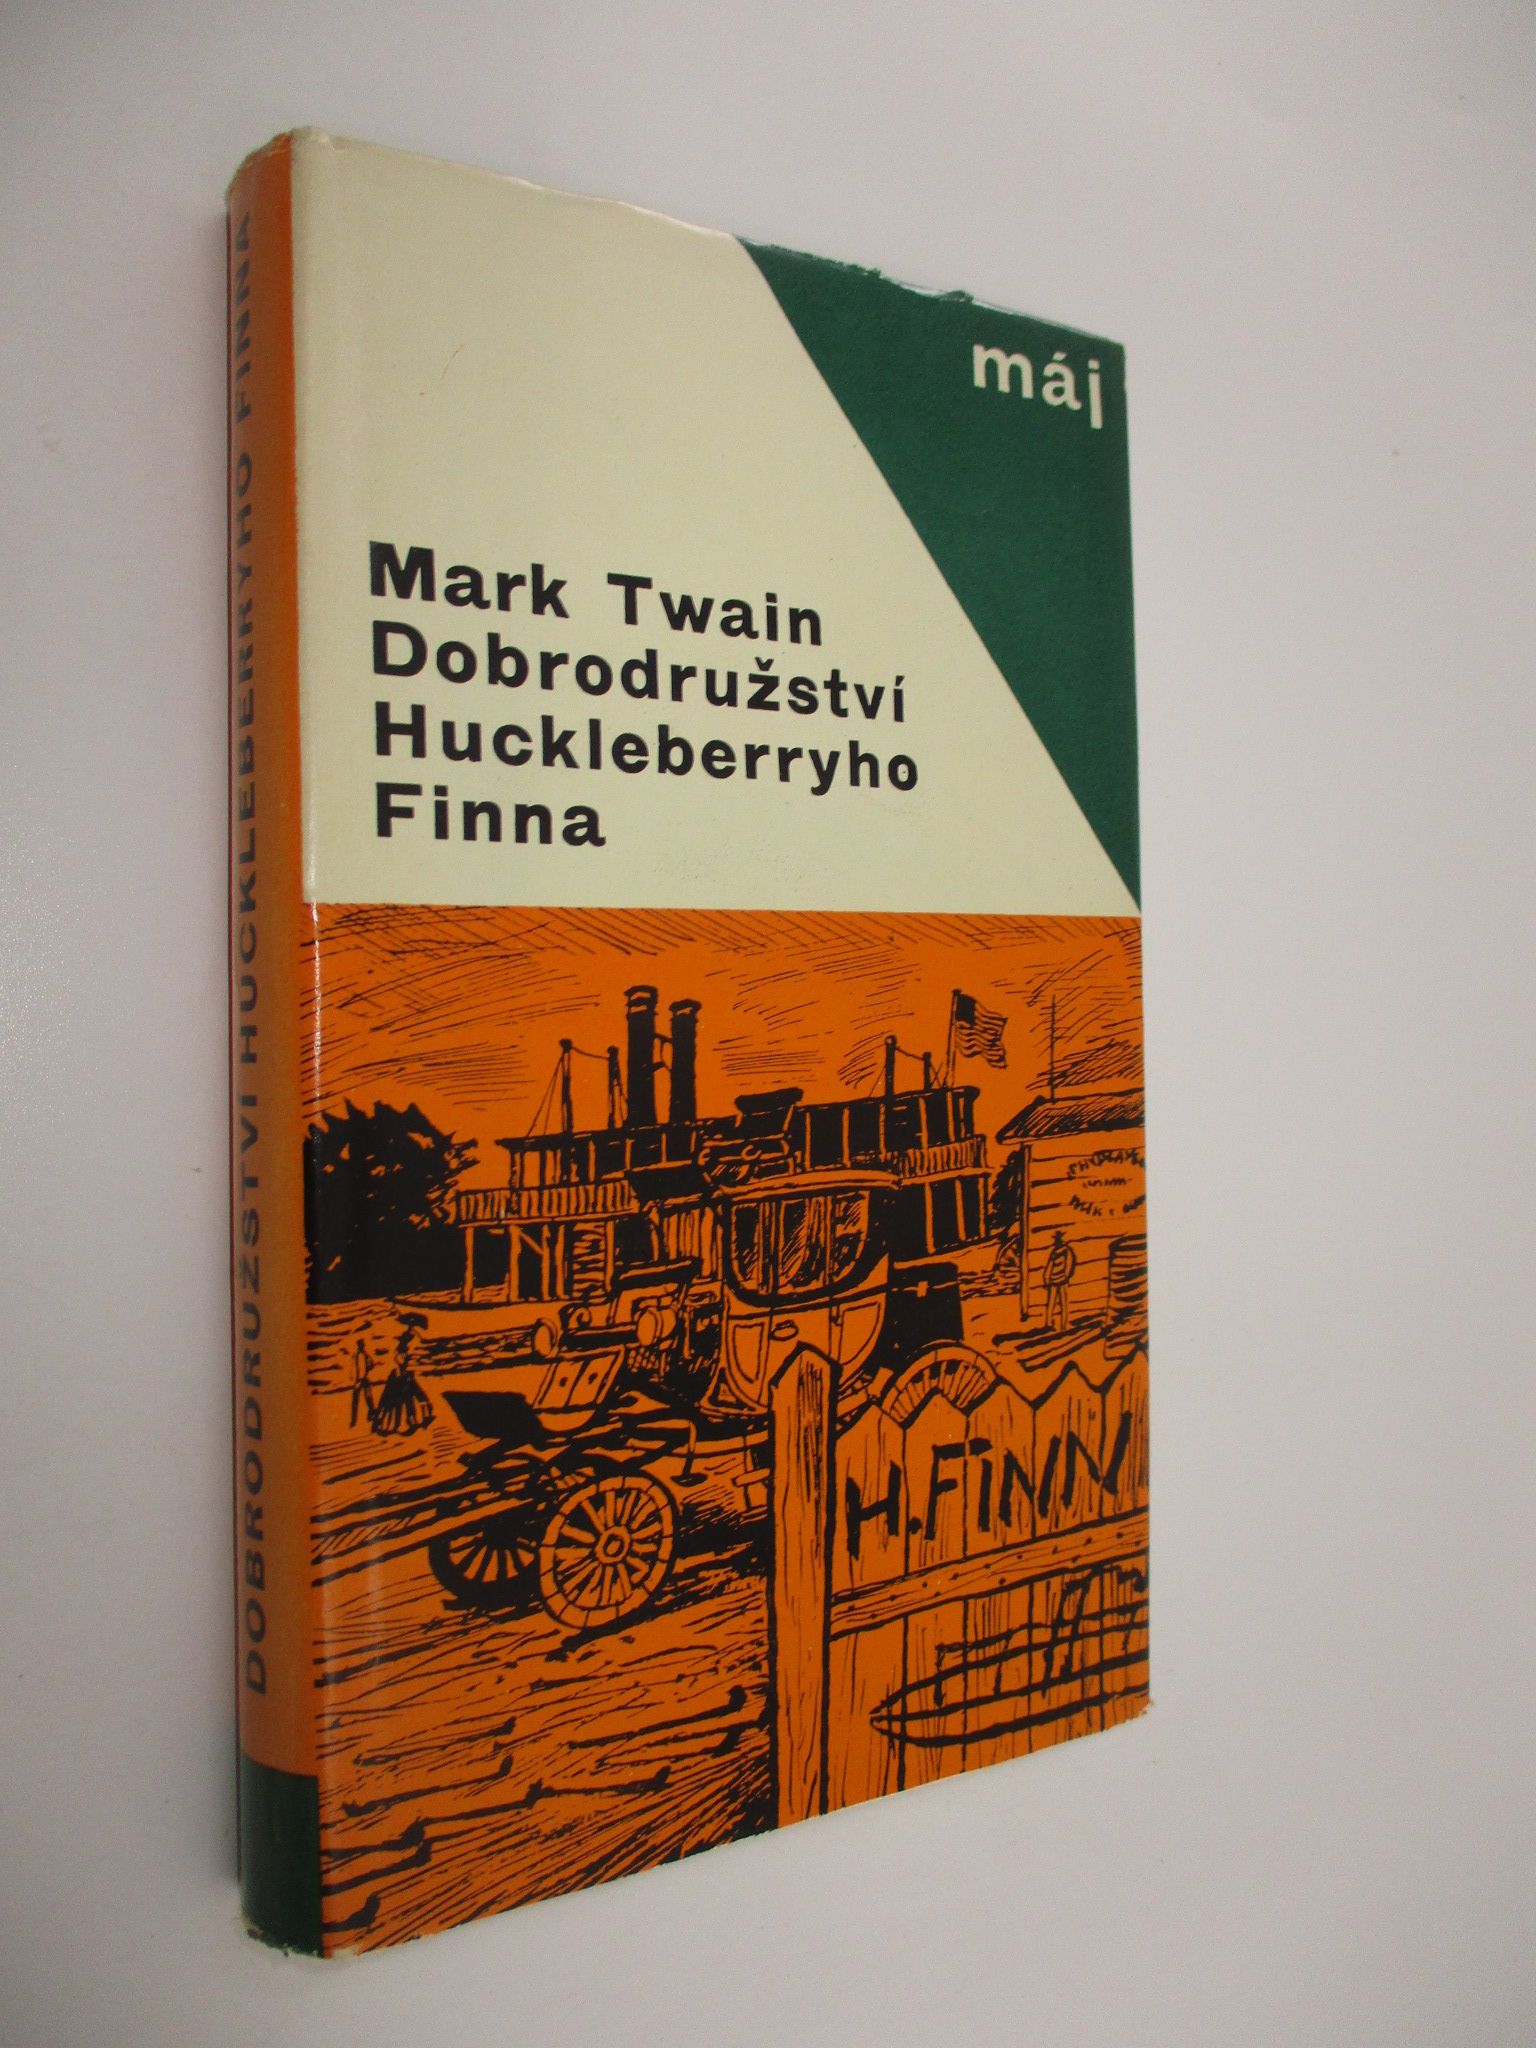 DOBRODRUŽSTVÍ HUCKLEBERRYHO FINNA
máj
Mark Twain
Dobrodružství
Huckleberryho
Finna
H. FINN